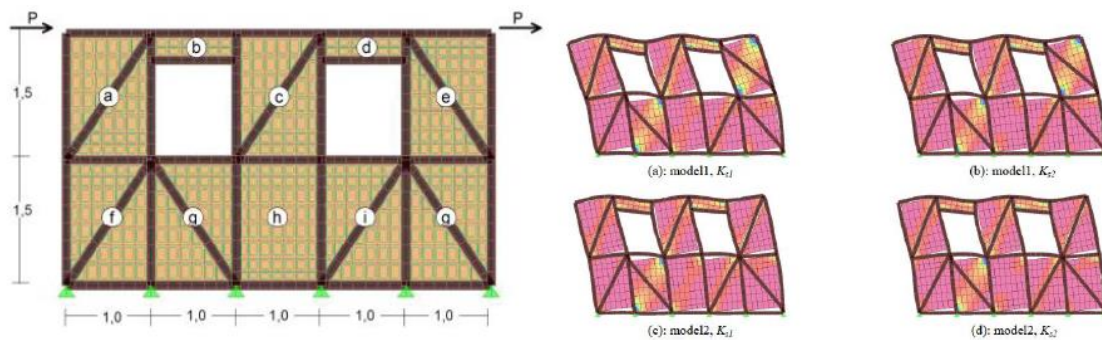 P
P
b
d
a
c
e
1,5
1,5
f
g
h
i
g
1,0
1,0
1,0
1,0
1,0
(a): model1, Ks1
(b): model1, Ks2
(c): model2, Ks1
(d): model2, Ks2